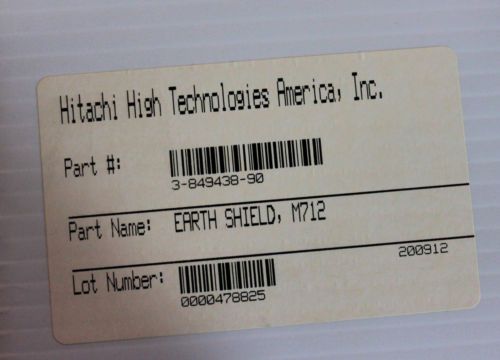 Hitachi High Technologies America, Inc.
Part #:
3-849438-90
Part Name: EARTH SHIELD, M712
200912
Lot Number:
0000478825